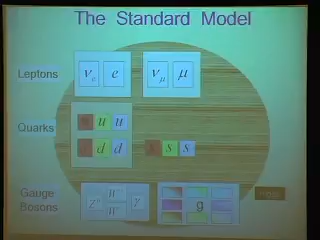 The Standard Model
Leptons
νe e νμ μ
u u u
Quarks
d d d s s s
Gauge
Bosons
Z⁰ W⁺ W⁻ γ g